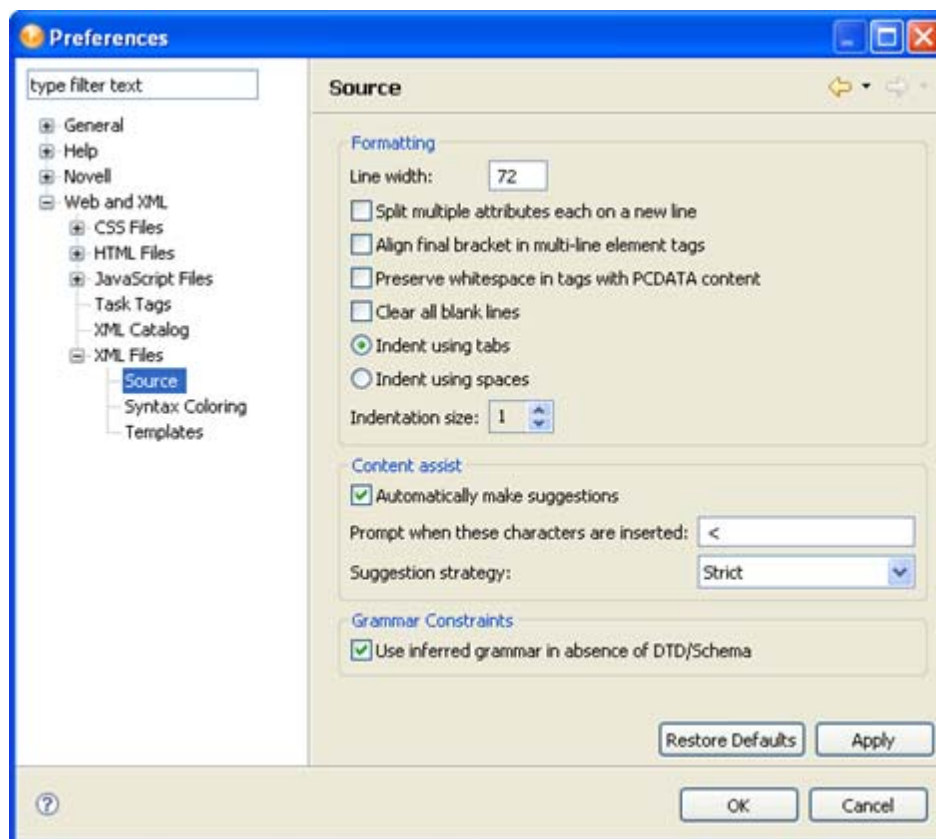 Preferences
type filter text
General
Help
Novell
Web and XML
CSS Files
HTML Files
JavaScript Files
Task Tags
XML Catalog
XML Files
Source
Syntax Coloring
Templates
Source
Formatting
Line width: 72
Split multiple attributes each on a new line
Align final bracket in multi-line element tags
Preserve whitespace in tags with PCDATA content
Clear all blank lines
Indent using tabs
Indent using spaces
Indentation size: 1
Content assist
Automatically make suggestions
Prompt when these characters are inserted: <
Suggestion strategy: Strict
Grammar Constraints
Use inferred grammar in absence of DTD/Schema
Restore Defaults Apply
? OK Cancel